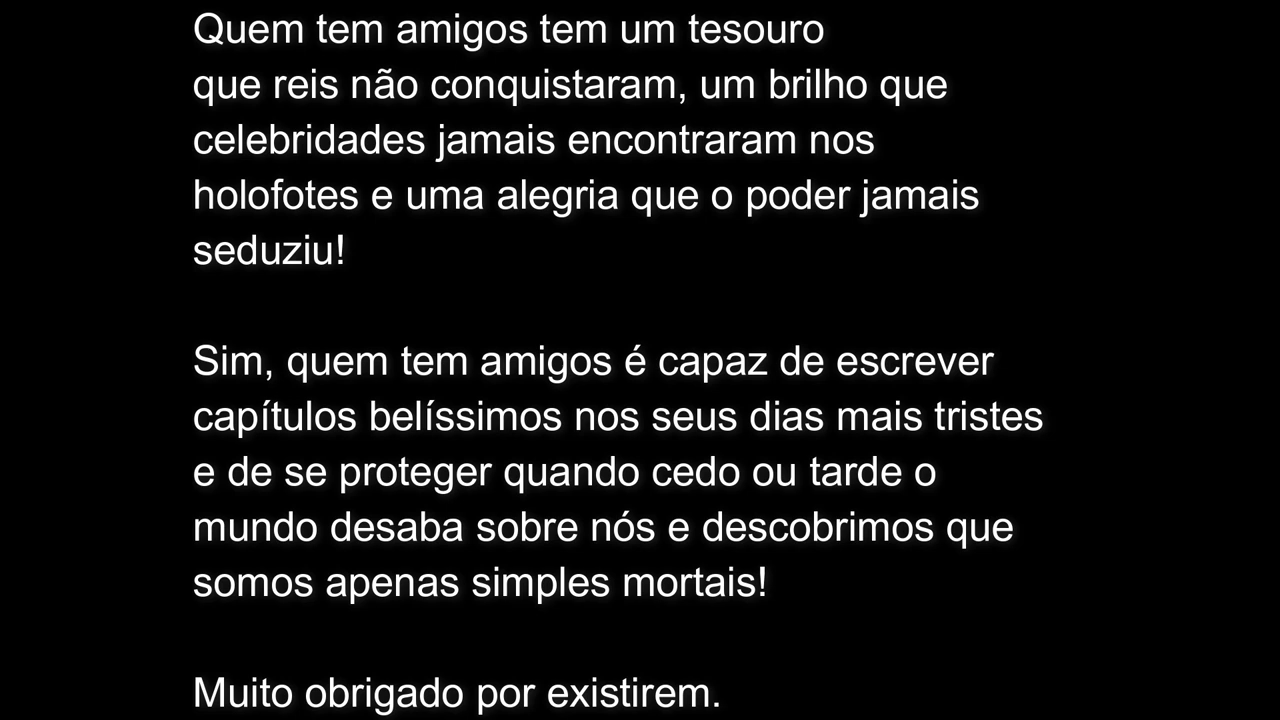 Quem tem amigos tem um tesouro
que reis não conquistaram, um brilho que
celebridades jamais encontraram nos
holofotes e uma alegria que o poder jamais
seduziu!
Sim, quem tem amigos é capaz de escrever
capítulos belíssimos nos seus dias mais tristes
e de se proteger quando cedo ou tarde o
mundo desaba sobre nós e descobrimos que
somos apenas simples mortais!
Muito obrigado por existirem.